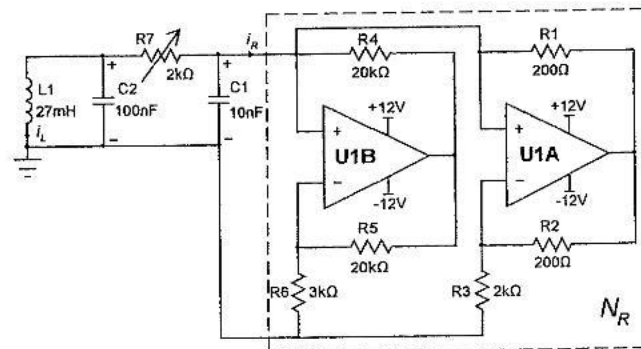 R7
2kΩ
L1
27mH
i_L
+
C2
100nF
−
+
C1
10nF
−
i_R
R4
20kΩ
+
−
U1B
+12V
-12V
R5
20kΩ
R6
3kΩ
R1
200Ω
+
−
U1A
+12V
-12V
R2
200Ω
R3
2kΩ
N_R